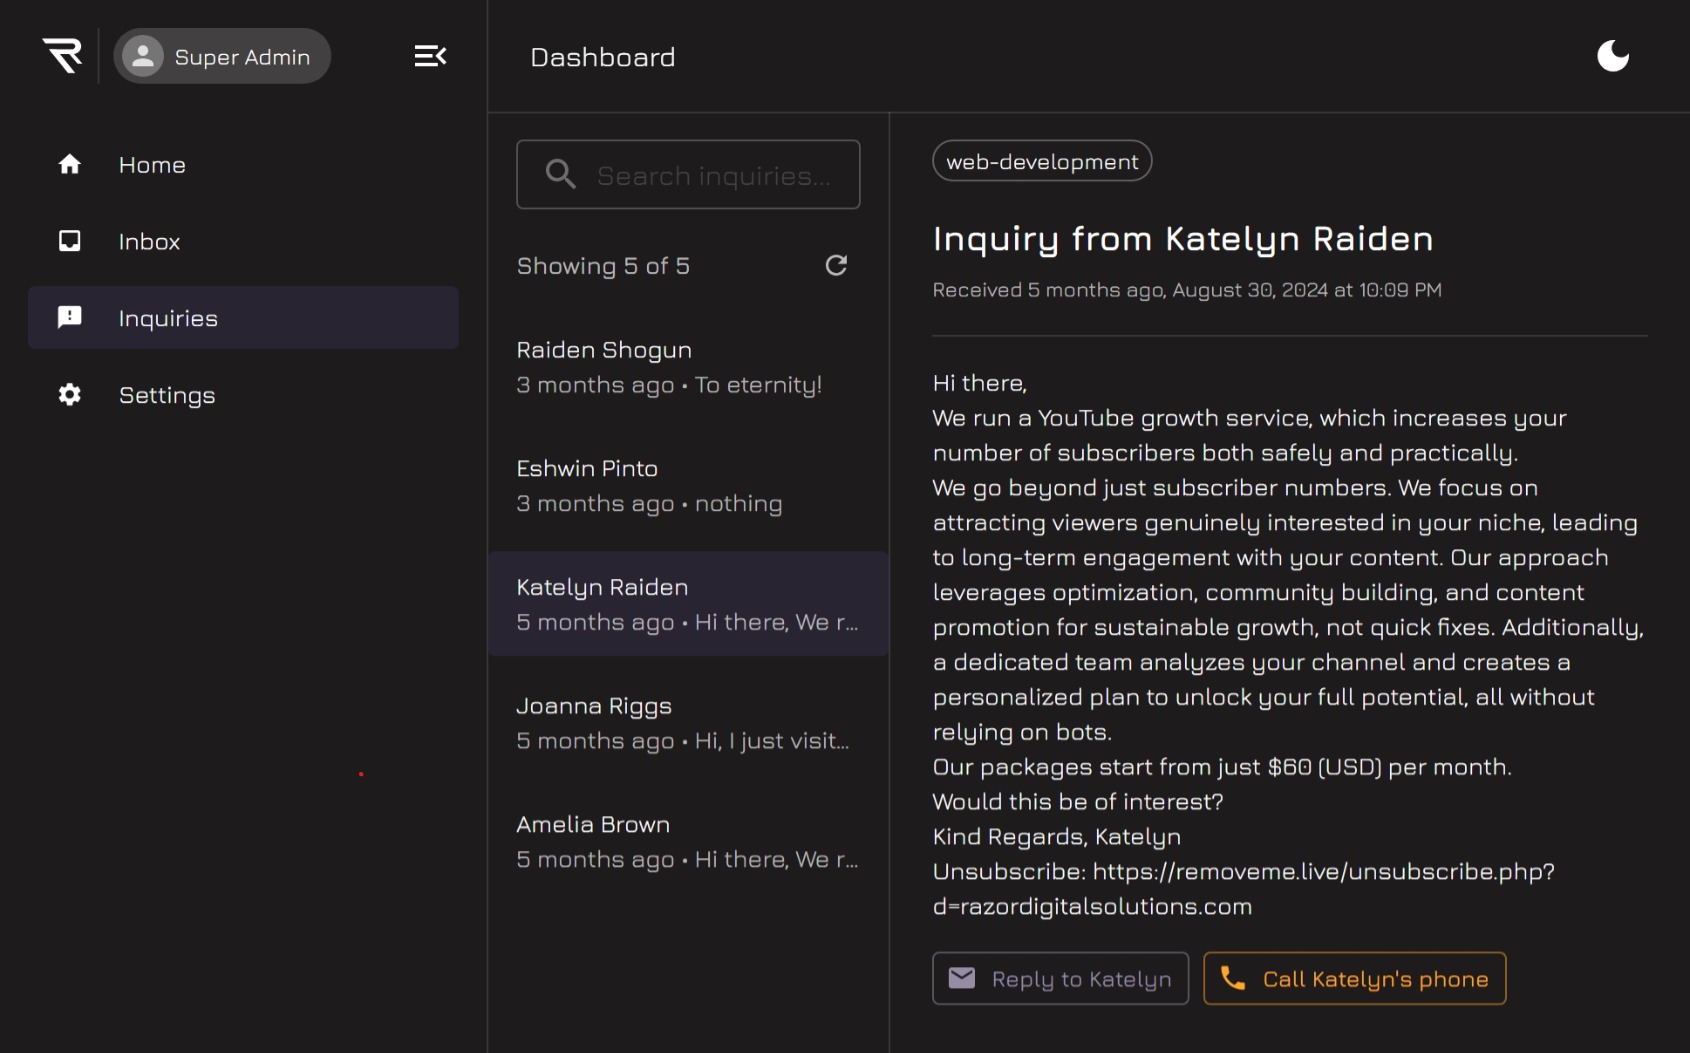 Super Admin
Home
Inbox
Inquiries
Settings
Dashboard
Search inquiries...
Showing 5 of 5
Raiden Shogun
3 months ago • To eternity!
Eshwin Pinto
3 months ago • nothing
Katelyn Raiden
5 months ago • Hi there, We r...
Joanna Riggs
5 months ago • Hi, I just visit...
Amelia Brown
5 months ago • Hi there, We r...
web-development
Inquiry from Katelyn Raiden
Received 5 months ago, August 30, 2024 at 10:09 PM
Hi there,
We run a YouTube growth service, which increases your
number of subscribers both safely and practically.
We go beyond just subscriber numbers. We focus on
attracting viewers genuinely interested in your niche, leading
to long-term engagement with your content. Our approach
leverages optimization, community building, and content
promotion for sustainable growth, not quick fixes. Additionally,
a dedicated team analyzes your channel and creates a
personalized plan to unlock your full potential, all without
relying on bots.
Our packages start from just $60 (USD) per month.
Would this be of interest?
Kind Regards, Katelyn
Unsubscribe: https://removeme.live/unsubscribe.php?
d=razordigitalsolutions.com
Reply to Katelyn
Call Katelyn's phone